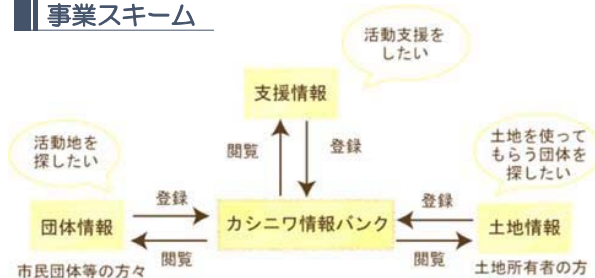 事業スキーム
活動支援を
したい
支援情報
活動地を
探したい
閲覧
登録
土地を使って
もらう団体を
探したい
登録
登録
団体情報
カシニワ情報バンク
土地情報
閲覧
閲覧
市民団体等の方々
土地所有者の方